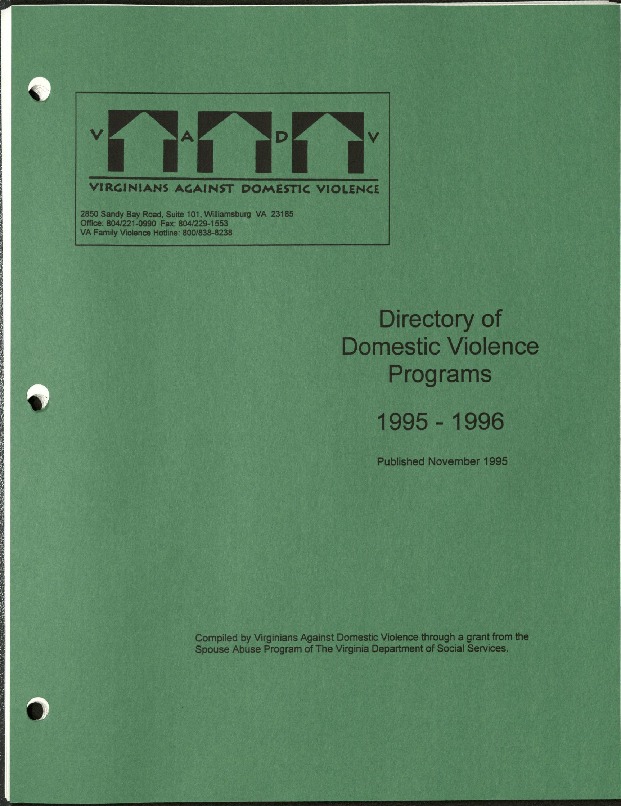 V A D V
VIRGINIANS AGAINST DOMESTIC VIOLENCE
2850 Sandy Bay Road, Suite 101, Williamsburg VA 23185
Office: 804/221-0990 Fax: 804/229-1553
VA Family Violence Hotline: 800/838-8238
Directory of
Domestic Violence
Programs
1995 - 1996
Published November 1995
Compiled by Virginians Against Domestic Violence through a grant from the
Spouse Abuse Program of The Virginia Department of Social Services.